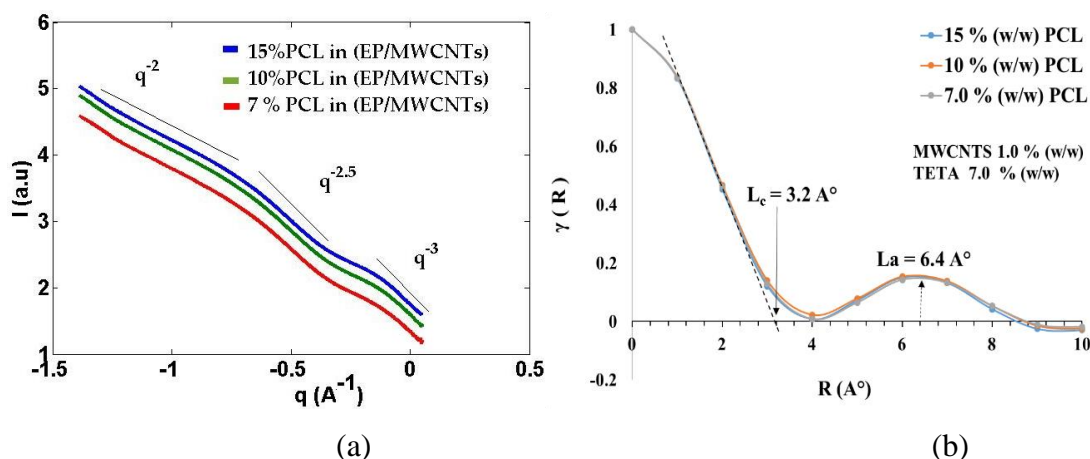 6
5
4
3
2
1
-1.5
-1
-0.5
0
I (a.u)
q (A⁻¹)
15%PCL in (EP/MWCNTs)
10%PCL in (EP/MWCNTs)
7 % PCL in (EP/MWCNTs)
q⁻²
q⁻²·⁵
q⁻³
(a)
1
0.8
0.6
0.4
0.2
0
-0.2
0
2
4
6
8
10
γ ( R )
R (A°)
15 % (w/w) PCL
10 % (w/w) PCL
7.0 % (w/w) PCL
MWCNTS 1.0 % (w/w)
TETA 7.0 % (w/w)
Lc = 3.2 A°
La = 6.4 A°
(b)